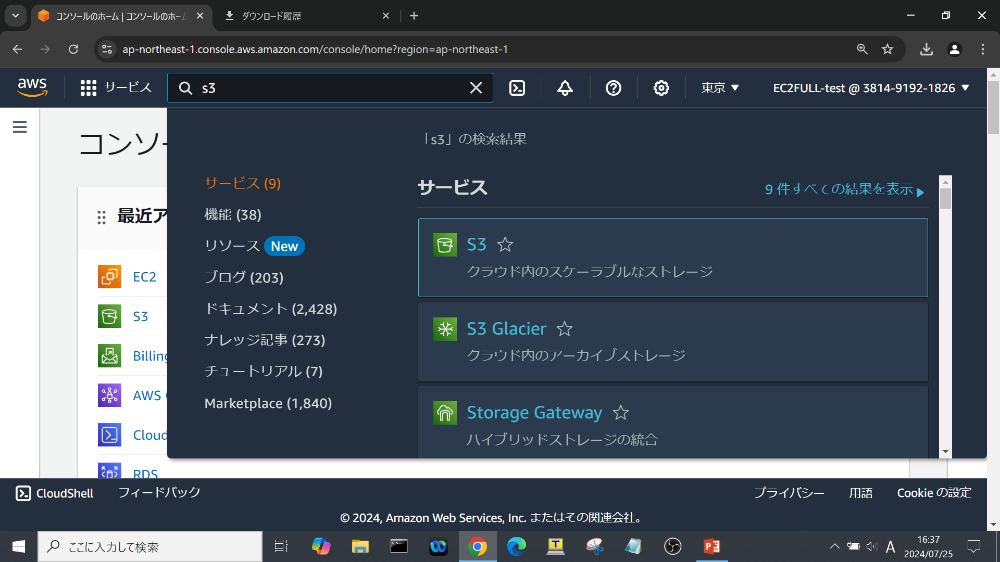 コンソールのホーム | コンソールのホーム
ダウンロード履歴
ap-northeast-1.console.aws.amazon.com/console/home?region=ap-northeast-1
aws
サービス
s3
東京
EC2FULL-test @ 3814-9192-1826
コンソー
最近ア
EC2
S3
Billing
AWS
Cloud
RDS
「s3」の検索結果
サービス (9)
機能 (38)
リソース New
ブログ (203)
ドキュメント (2,428)
ナレッジ記事 (273)
チュートリアル (7)
Marketplace (1,840)
サービス
9 件すべての結果を表示
S3
クラウド内のスケーラブルなストレージ
S3 Glacier
クラウド内のアーカイブストレージ
Storage Gateway
ハイブリッドストレージの統合
CloudShell
フィードバック
プライバシー
用語
Cookie の設定
© 2024, Amazon Web Services, Inc. またはその関連会社。
ここに入力して検索
A
16:37
2024/07/25